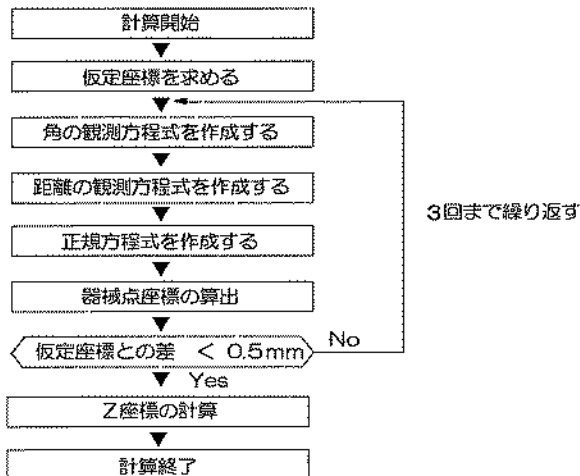 計算開始
仮定座標を求める
角の観測方程式を作成する
距離の観測方程式を作成する
正規方程式を作成する
器械点座標の算出
仮定座標との差 < 0.5mm
No
3回まで繰り返す
Yes
Z座標の計算
計算終了